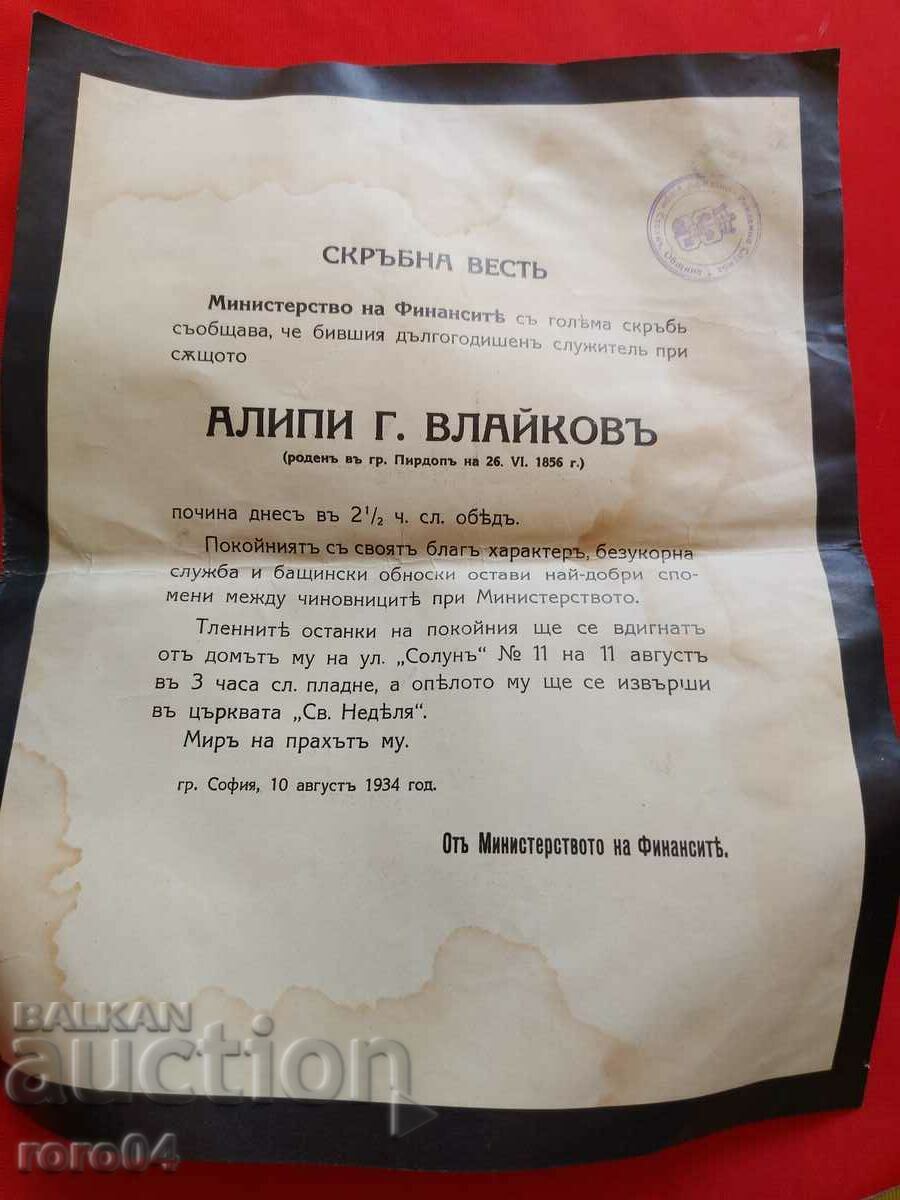 СКРЪБНА ВЕСТЬ
Министерство на Финанситѣ съ голѣма скръбь
съобщава, че бившия дългогодишенъ служитель при
сѫщото
АЛИПИ Г. ВЛАЙКОВЪ
(роденъ въ гр. Пирдопъ на 26. VI. 1856 г.)
почина днесъ въ 2¹/₂ ч. сл. обѣдъ.
Покойниятъ съ своятъ благъ характеръ, безукорна
служба и бащински обноски остави най-добри спо-
мени между чиновницитѣ при Министерството.
Тленнитѣ останки на покойния ще се вдигнатъ
отъ домътъ му на ул. „Солунъ“ № 11 на 11 августъ
въ 3 часа сл. пладне, а опѣлото му ще се извърши
въ църквата „Св. Недѣля“.
Миръ на прахътъ му.
гр. София, 10 августъ 1934 год.
Отъ Министерството на Финанситѣ.
BALKAN
auction
roro04